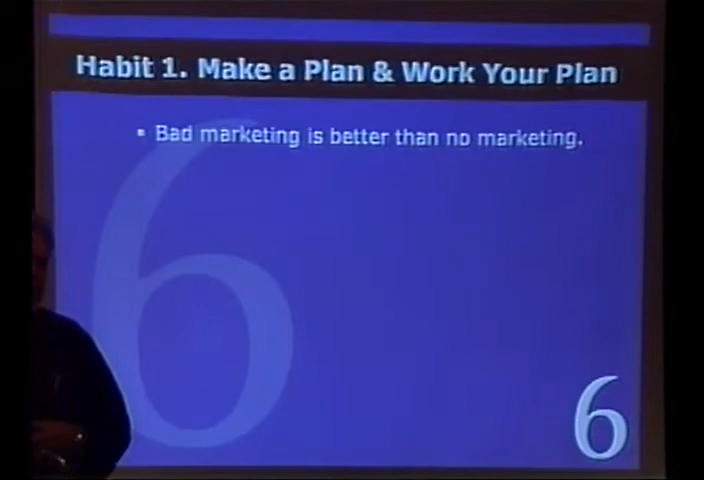 Habit 1. Make a Plan & Work Your Plan
▪ Bad marketing is better than no marketing.
6
6